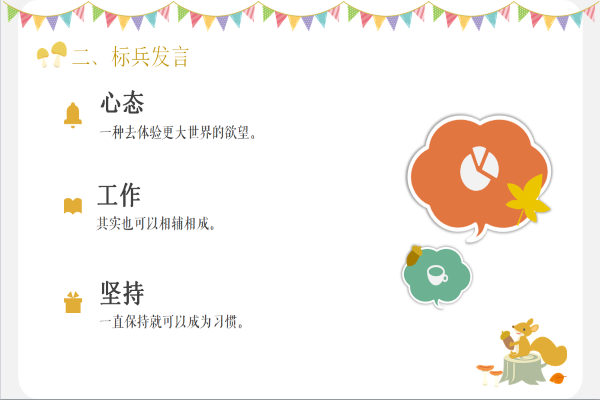 二、标兵发言
心态
一种去体验更大世界的欲望。
工作
其实也可以相辅相成。
坚持
一直保持就可以成为习惯。